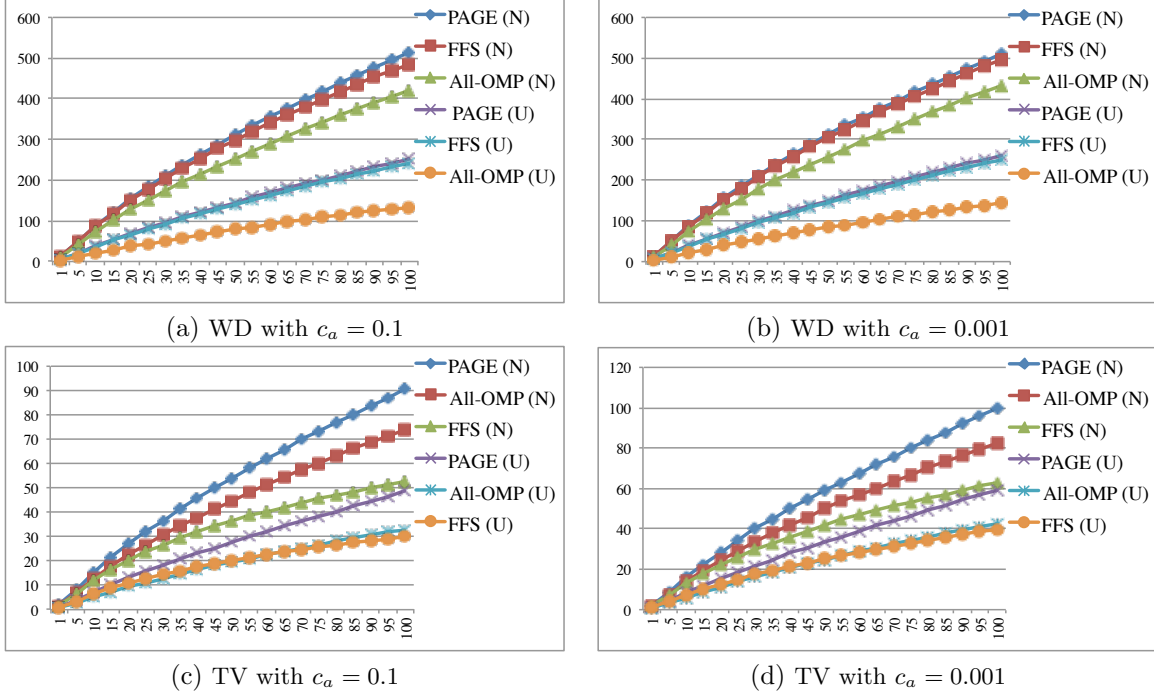 600
500
400
300
200
100
0
1 5 10 15 20 25 30 35 40 45 50 55 60 65 70 75 80 85 90 95 100
PAGE (N)
FFS (N)
All-OMP (N)
PAGE (U)
FFS (U)
All-OMP (U)
(a) WD with c_a = 0.1
600
500
400
300
200
100
0
1 5 10 15 20 25 30 35 40 45 50 55 60 65 70 75 80 85 90 95 100
PAGE (N)
FFS (N)
All-OMP (N)
PAGE (U)
FFS (U)
All-OMP (U)
(b) WD with c_a = 0.001
100
90
80
70
60
50
40
30
20
10
0
1 5 10 15 20 25 30 35 40 45 50 55 60 65 70 75 80 85 90 95 100
PAGE (N)
All-OMP (N)
FFS (N)
PAGE (U)
All-OMP (U)
FFS (U)
(c) TV with c_a = 0.1
120
100
80
60
40
20
0
1 5 10 15 20 25 30 35 40 45 50 55 60 65 70 75 80 85 90 95 100
PAGE (N)
All-OMP (N)
FFS (N)
PAGE (U)
All-OMP (U)
FFS (U)
(d) TV with c_a = 0.001